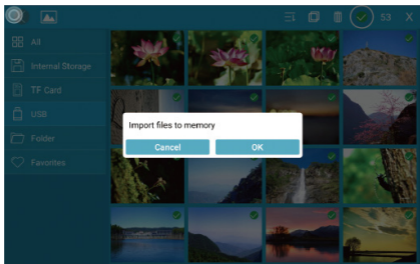 53 X
All
Internal Storage
TF Card
USB
Folder
Favorites
Import files to memory
Cancel OK